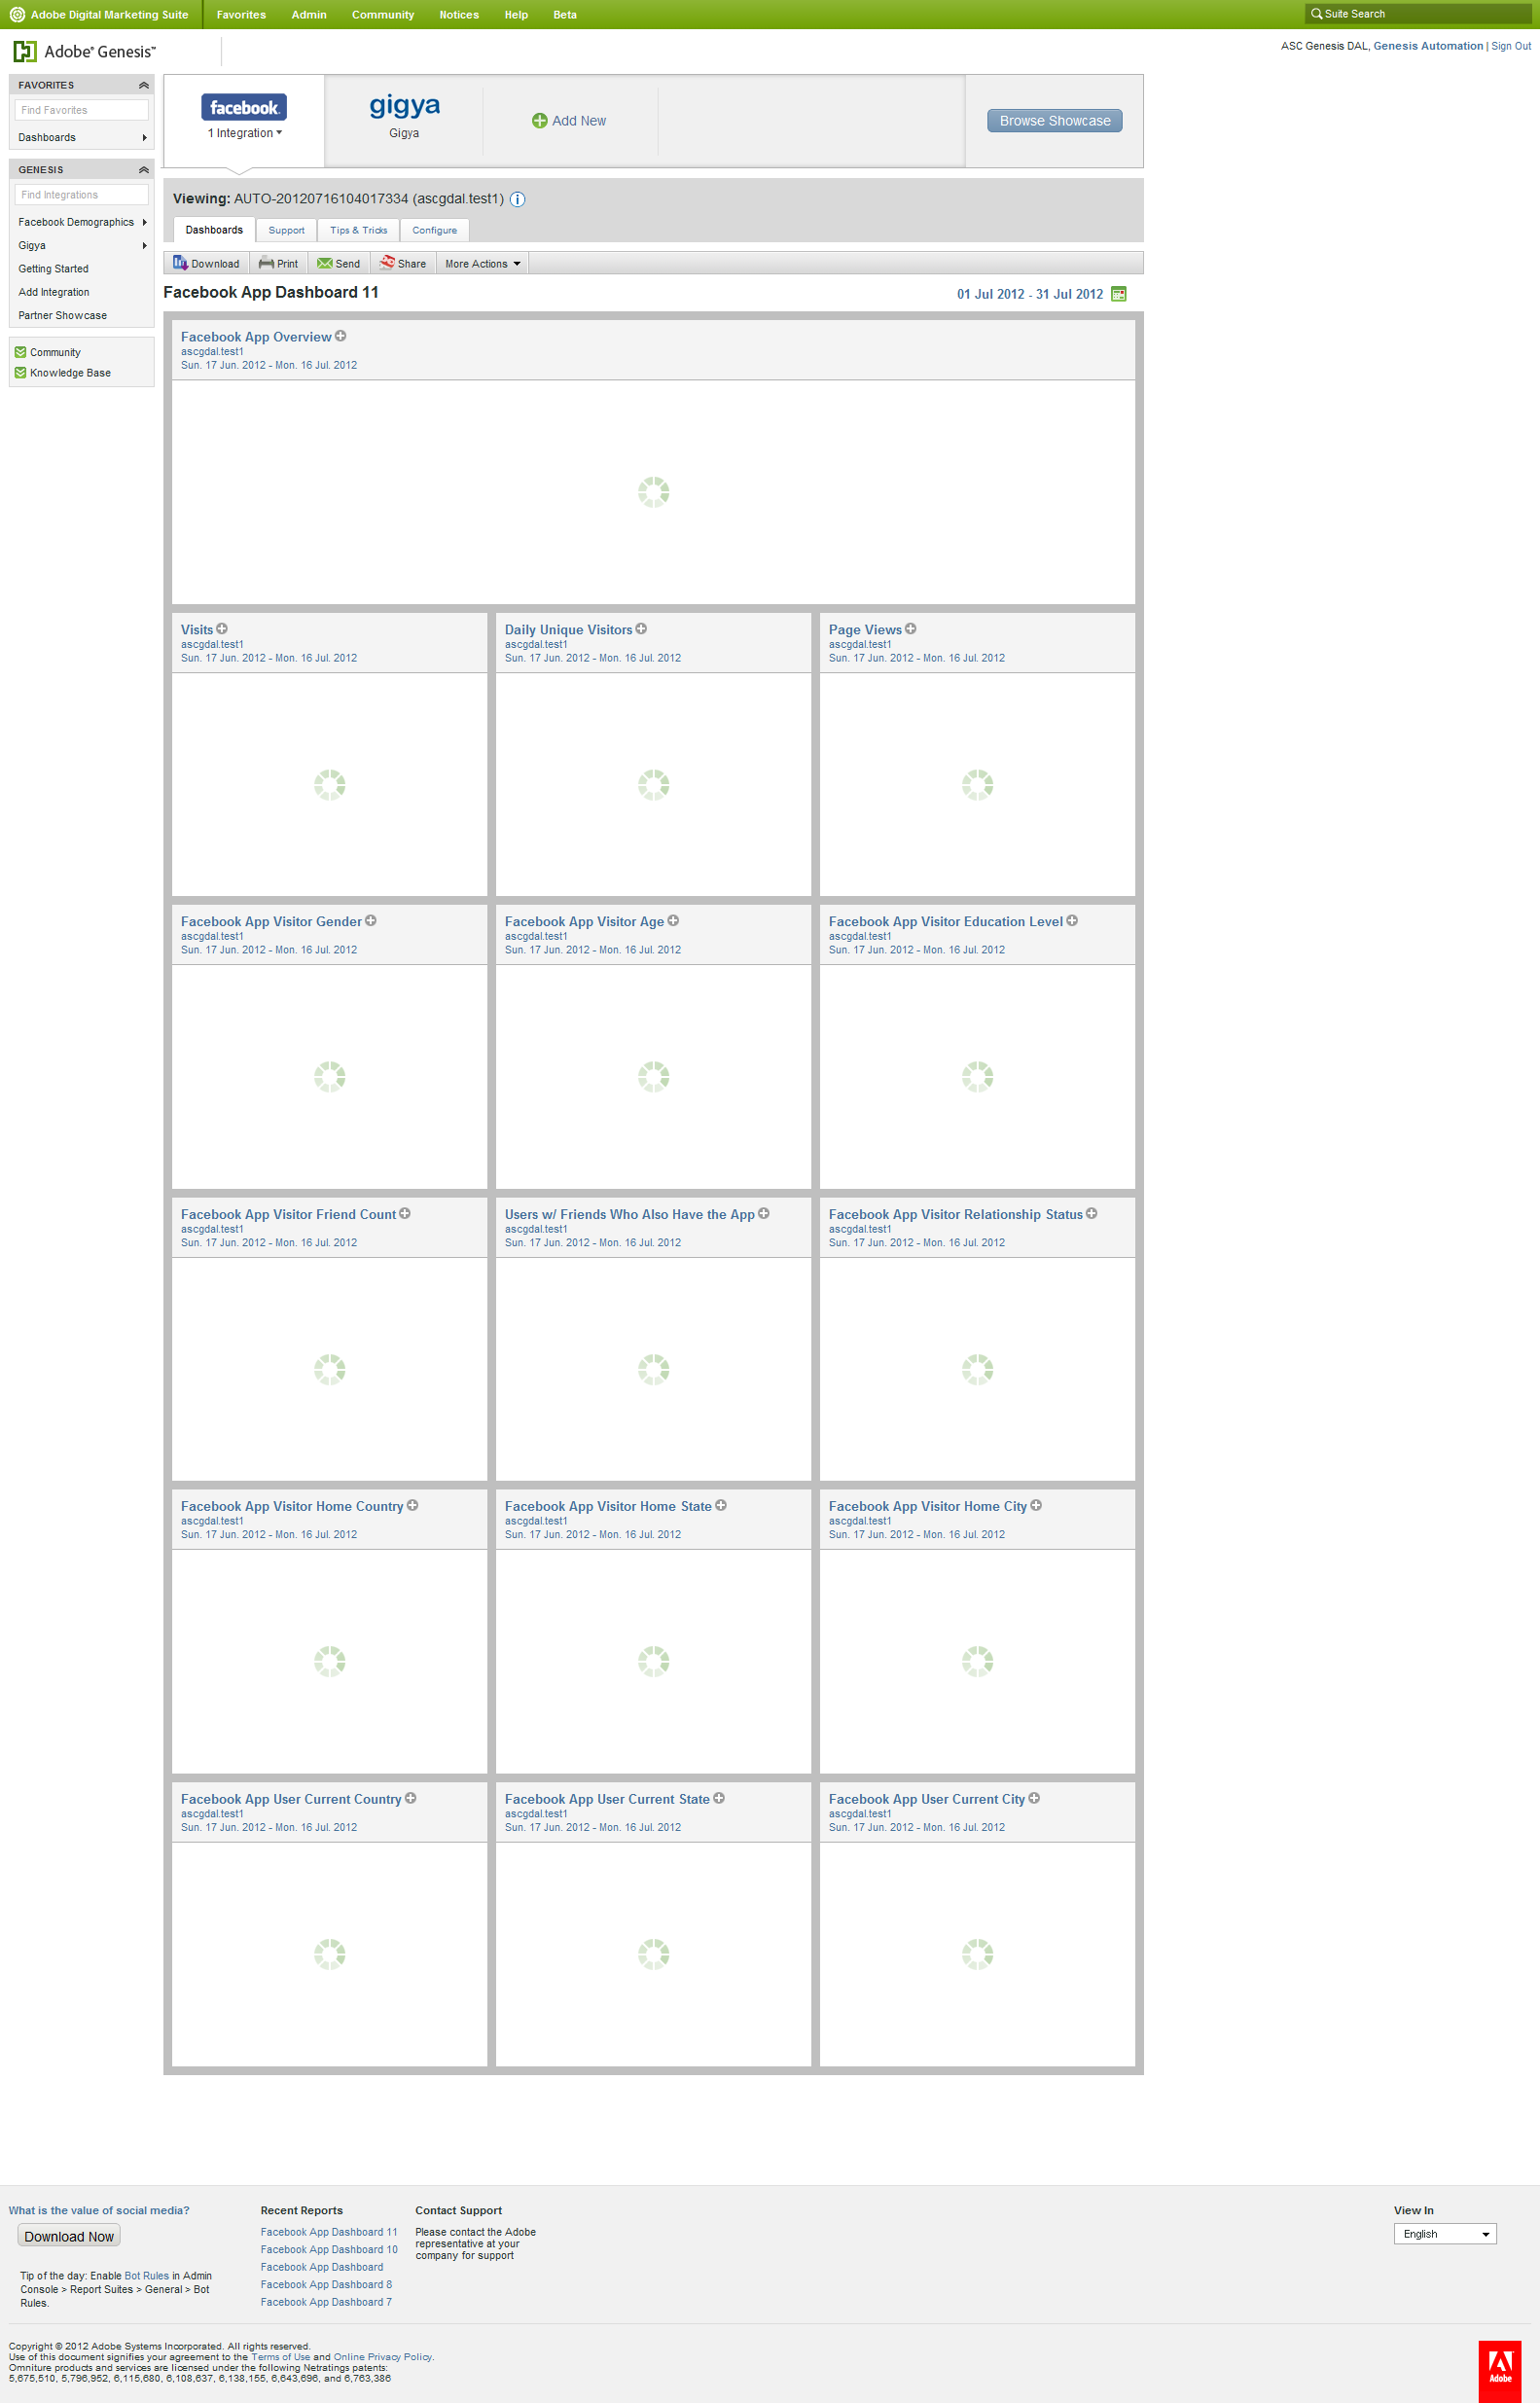 Adobe Digital Marketing Suite Favorites Admin Community Notices Help Beta Suite Search
Adobe® Genesis™
ASC Genesis DAL, Genesis Automation | Sign Out
FAVORITES
Find Favorites
Dashboards
GENESIS
Find Integrations
Facebook Demographics
Gigya
Getting Started
Add Integration
Partner Showcase
Community
Knowledge Base
facebook
1 Integration
gigya
Gigya
Add New
Browse Showcase
Viewing: AUTO-20120716104017334 (ascgdal.test1)
Dashboards Support Tips & Tricks Configure
Download Print Send Share More Actions
Facebook App Dashboard 11
01 Jul 2012 - 31 Jul 2012
Facebook App Overview
ascgdal.test1
Sun. 17 Jun. 2012 - Mon. 16 Jul. 2012
Visits
ascgdal.test1
Sun. 17 Jun. 2012 - Mon. 16 Jul. 2012
Daily Unique Visitors
ascgdal.test1
Sun. 17 Jun. 2012 - Mon. 16 Jul. 2012
Page Views
ascgdal.test1
Sun. 17 Jun. 2012 - Mon. 16 Jul. 2012
Facebook App Visitor Gender
ascgdal.test1
Sun. 17 Jun. 2012 - Mon. 16 Jul. 2012
Facebook App Visitor Age
ascgdal.test1
Sun. 17 Jun. 2012 - Mon. 16 Jul. 2012
Facebook App Visitor Education Level
ascgdal.test1
Sun. 17 Jun. 2012 - Mon. 16 Jul. 2012
Facebook App Visitor Friend Count
ascgdal.test1
Sun. 17 Jun. 2012 - Mon. 16 Jul. 2012
Users w/ Friends Who Also Have the App
ascgdal.test1
Sun. 17 Jun. 2012 - Mon. 16 Jul. 2012
Facebook App Visitor Relationship Status
ascgdal.test1
Sun. 17 Jun. 2012 - Mon. 16 Jul. 2012
Facebook App Visitor Home Country
ascgdal.test1
Sun. 17 Jun. 2012 - Mon. 16 Jul. 2012
Facebook App Visitor Home State
ascgdal.test1
Sun. 17 Jun. 2012 - Mon. 16 Jul. 2012
Facebook App Visitor Home City
ascgdal.test1
Sun. 17 Jun. 2012 - Mon. 16 Jul. 2012
Facebook App User Current Country
ascgdal.test1
Sun. 17 Jun. 2012 - Mon. 16 Jul. 2012
Facebook App User Current State
ascgdal.test1
Sun. 17 Jun. 2012 - Mon. 16 Jul. 2012
Facebook App User Current City
ascgdal.test1
Sun. 17 Jun. 2012 - Mon. 16 Jul. 2012
What is the value of social media?
Download Now
Tip of the day: Enable Bot Rules in Admin
Console > Report Suites > General > Bot
Rules.
Recent Reports
Facebook App Dashboard 11
Facebook App Dashboard 10
Facebook App Dashboard
Facebook App Dashboard 8
Facebook App Dashboard 7
Contact Support
Please contact the Adobe
representative at your
company for support
View In
English
Copyright © 2012 Adobe Systems Incorporated. All rights reserved.
Use of this document signifies your agreement to the Terms of Use and Online Privacy Policy.
Omniture products and services are licensed under the following Netratings patents:
5,675,510, 5,796,952, 6,115,680, 6,108,637, 6,138,155, 6,643,696, and 6,763,386
Adobe